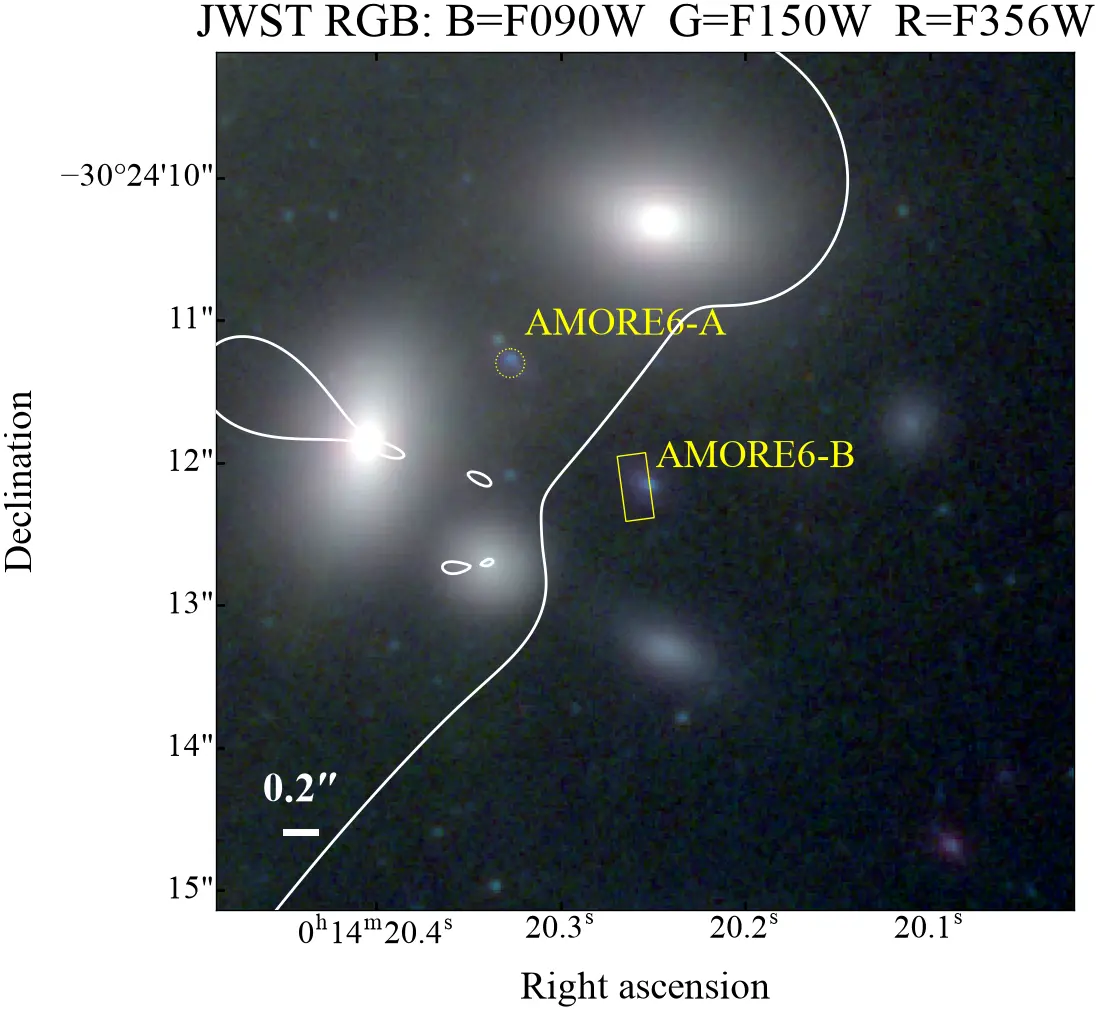 JWST RGB: B=F090W G=F150W R=F356W
−30°24'10"
11"
AMORE6-A
12"
AMORE6-B
13"
14"
0.2″
15"
0ʰ14ᵐ20.4ˢ 20.3ˢ 20.2ˢ 20.1ˢ
Right ascension
Declination